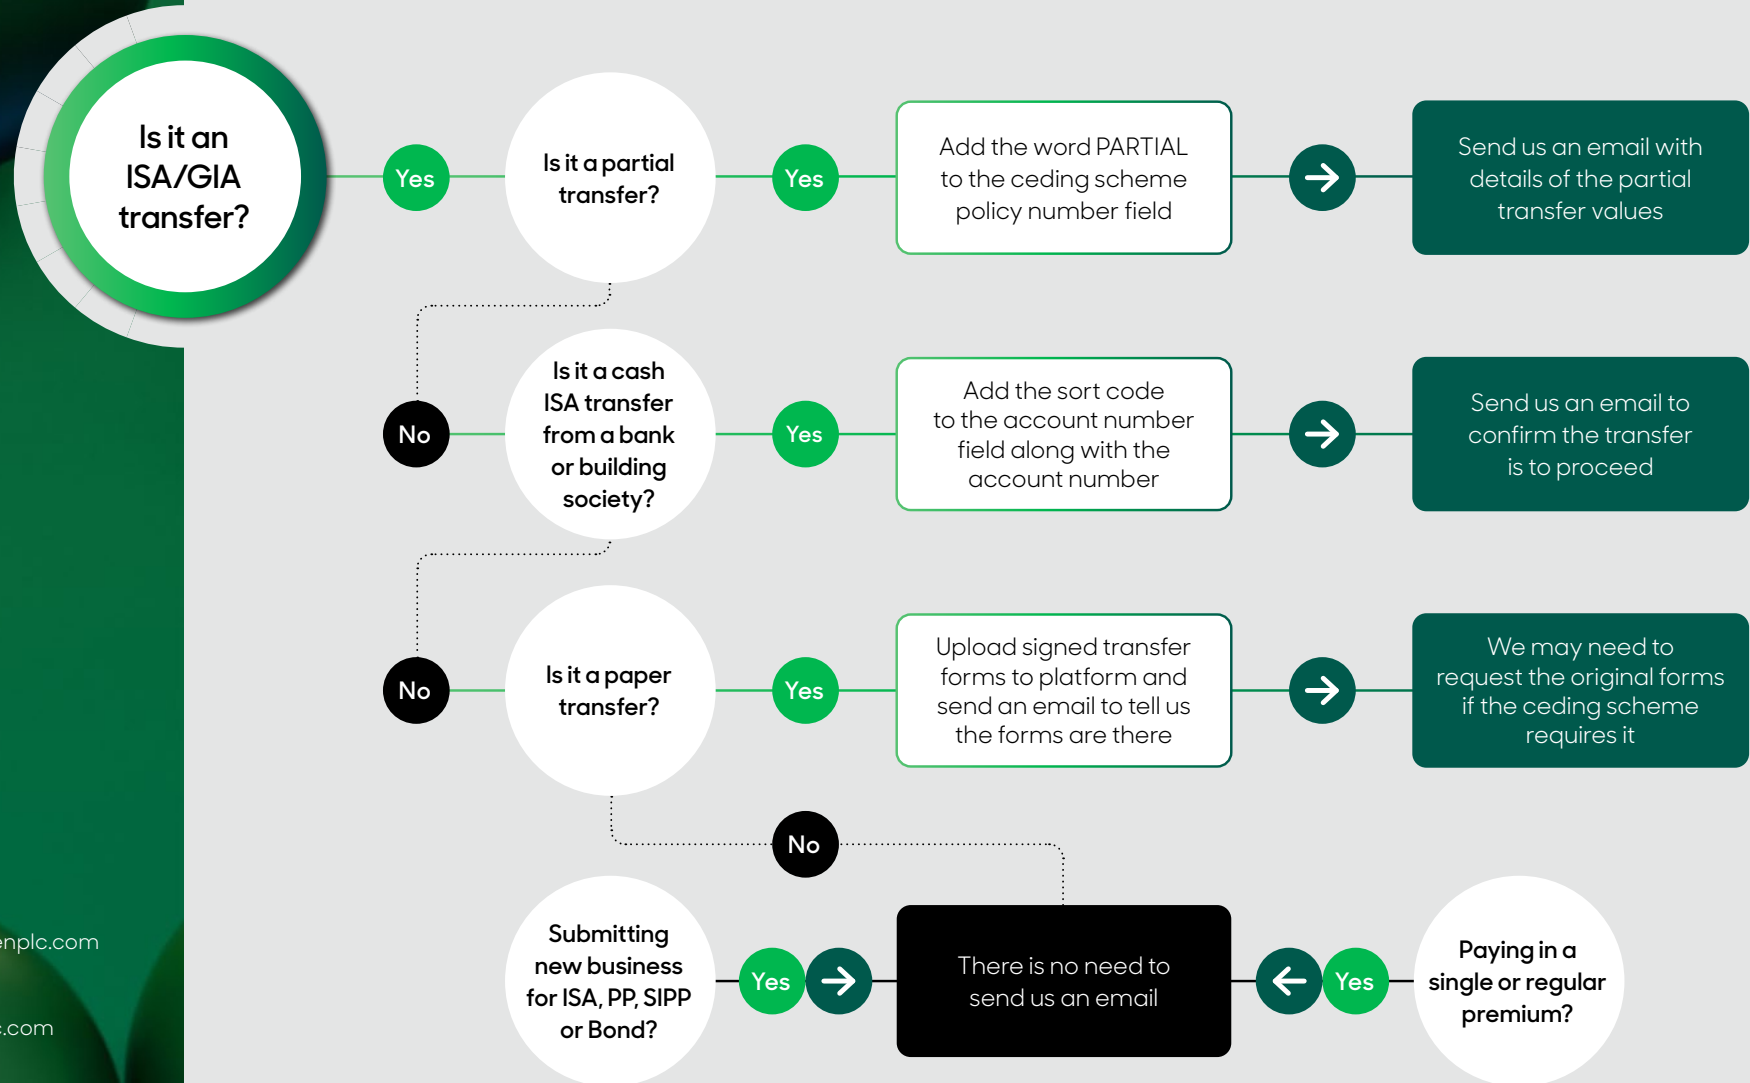 Is it an
ISA/GIA
transfer?
Yes
Is it a partial
transfer?
Yes
Add the word PARTIAL
to the ceding scheme
policy number field
Send us an email with
details of the partial
transfer values
No
Is it a cash
ISA transfer
from a bank
or building
society?
Yes
Add the sort code
to the account number
field along with the
account number
Send us an email to
confirm the transfer
is to proceed
No
Is it a paper
transfer?
Yes
Upload signed transfer
forms to platform and
send an email to tell us
the forms are there
We may need to
request the original forms
if the ceding scheme
requires it
No
Submitting
new business
for ISA, PP, SIPP
or Bond?
Yes
There is no need to
send us an email
Yes
Paying in a
single or regular
premium?
enplc.com
c.com